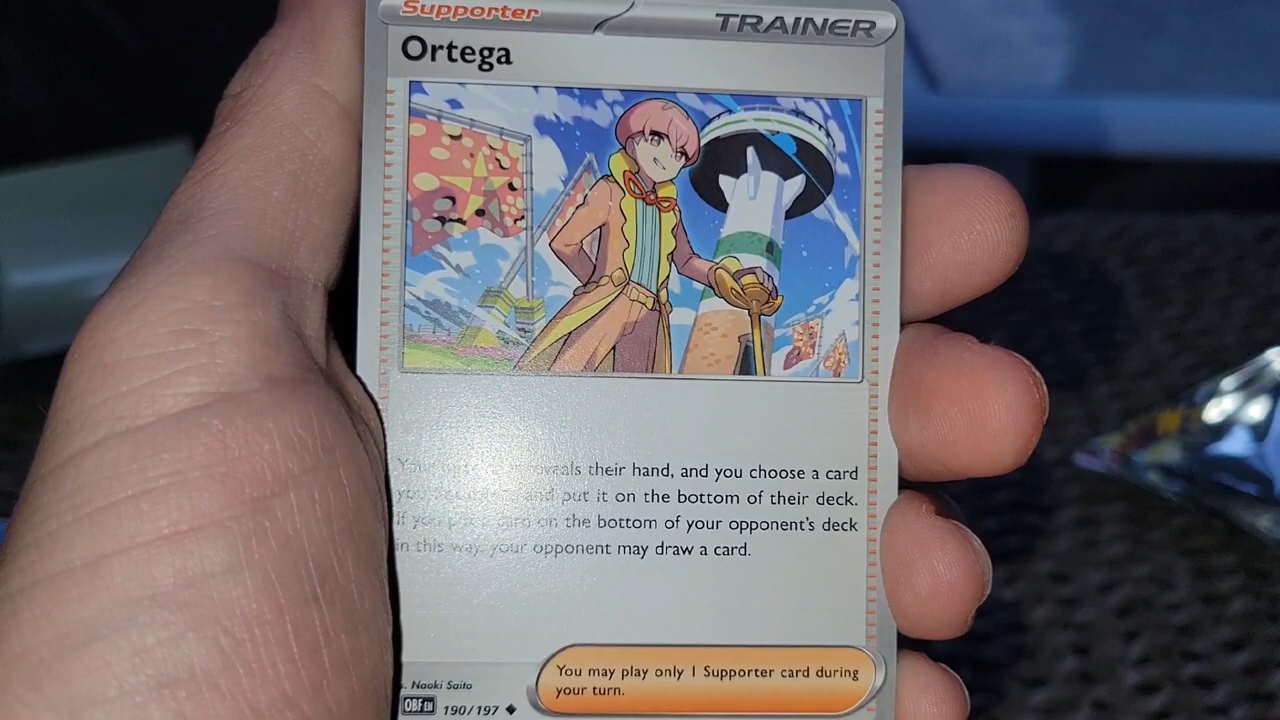 Supporter
TRAINER
Ortega
reveals their hand, and you choose a card
and put it on the bottom of their deck.
If you put a card on the bottom of your opponent's deck
in this way, your opponent may draw a card.
You may play only 1 Supporter card during
your turn.
. Naoki Saito
OBF EN 190/197